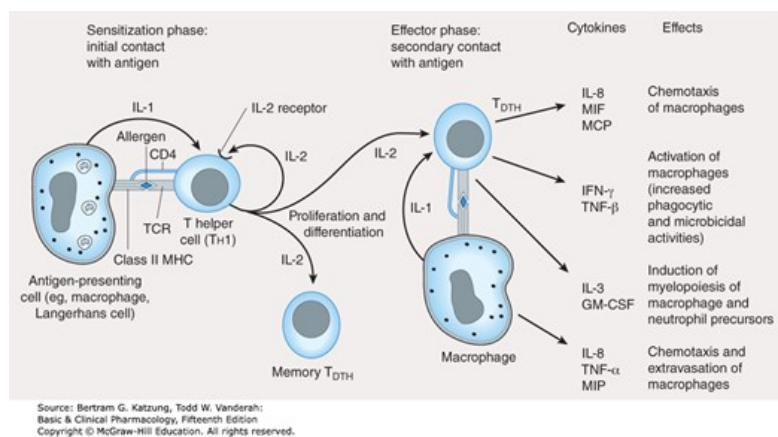 Sensitization phase:
initial contact
with antigen
Effector phase:
secondary contact
with antigen
Cytokines
Effects
IL-1
IL-2 receptor
Allergen
CD4
IL-2
TCR
T helper
cell (TH1)
Class II MHC
Antigen-presenting
cell (eg, macrophage,
Langerhans cell)
Proliferation and
differentiation
IL-2
Memory TDTH
IL-2
TDTH
IL-1
Macrophage
IL-8
MIF
MCP
Chemotaxis
of macrophages
IFN-γ
TNF-β
Activation of
macrophages
(increased
phagocytic
and microbicidal
activities)
IL-3
GM-CSF
Induction of
myelopoiesis of
macrophage and
neutrophil precursors
IL-8
TNF-α
MIP
Chemotaxis and
extravasation of
macrophages
Source: Bertram G. Katzung, Todd W. Vanderah:
Basic & Clinical Pharmacology, Fifteenth Edition
Copyright © McGraw-Hill Education. All rights reserved.